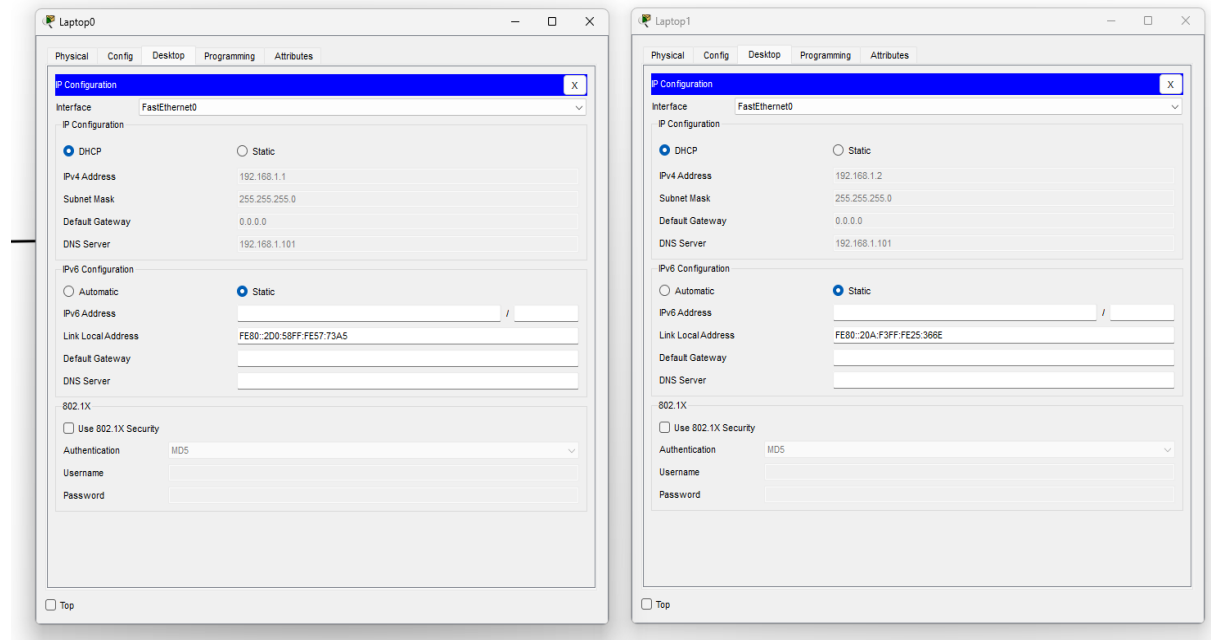 Laptop0
Physical Config Desktop Programming Attributes
IP Configuration X
Interface FastEthernet0
IP Configuration
DHCP Static
IPv4 Address 192.168.1.1
Subnet Mask 255.255.255.0
Default Gateway 0.0.0.0
DNS Server 192.168.1.101
IPv6 Configuration
Automatic Static
IPv6 Address /
Link Local Address FE80::2D0:58FF:FE57:73A5
Default Gateway
DNS Server
802.1X
Use 802.1X Security
Authentication MD5
Username
Password
Top
Laptop1
Physical Config Desktop Programming Attributes
IP Configuration X
Interface FastEthernet0
IP Configuration
DHCP Static
IPv4 Address 192.168.1.2
Subnet Mask 255.255.255.0
Default Gateway 0.0.0.0
DNS Server 192.168.1.101
IPv6 Configuration
Automatic Static
IPv6 Address /
Link Local Address FE80::20A:F3FF:FE25:366E
Default Gateway
DNS Server
802.1X
Use 802.1X Security
Authentication MD5
Username
Password
Top